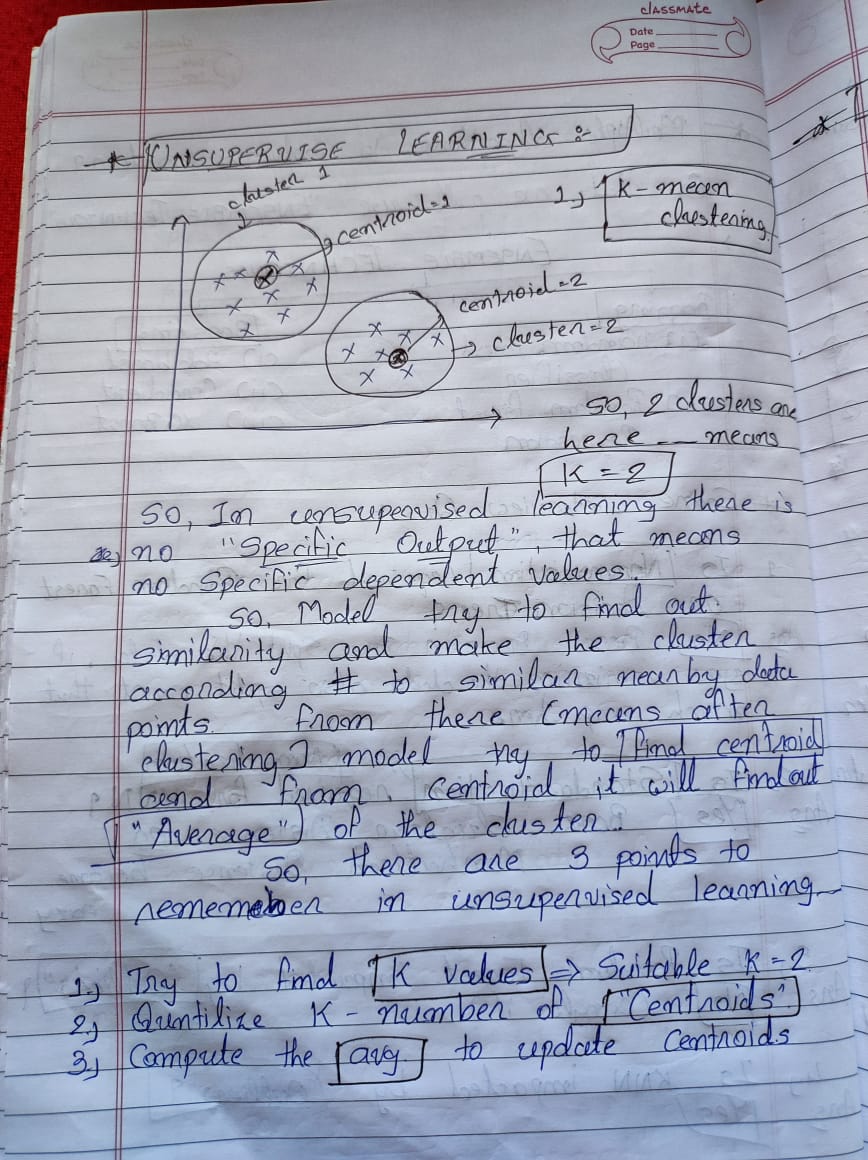 CLASSMATE
Date
Page
* UNSUPERVISE LEARNING :-
cluster 1
centroid=1
1.) K-mean
clustering
centroid=2
cluster=2
So, 2 clusters are
here — means
K = 2
So, In unsupervised learning there is
no "Specific Output", that means
no Specific dependent values.
So, Model try to find out
similarity and make the cluster
according # to similar nearby data
points. From there (means after
clustering) model try to find centroid
and from centroid it will find out
"Average" of the cluster.
So, there are 3 points to
rememeber in unsupervised learning
1.) Try to find K values => Suitable K = 2
2.) Quntilize K - number of "Centroids"
3.) Compute the avg. to update Centroids